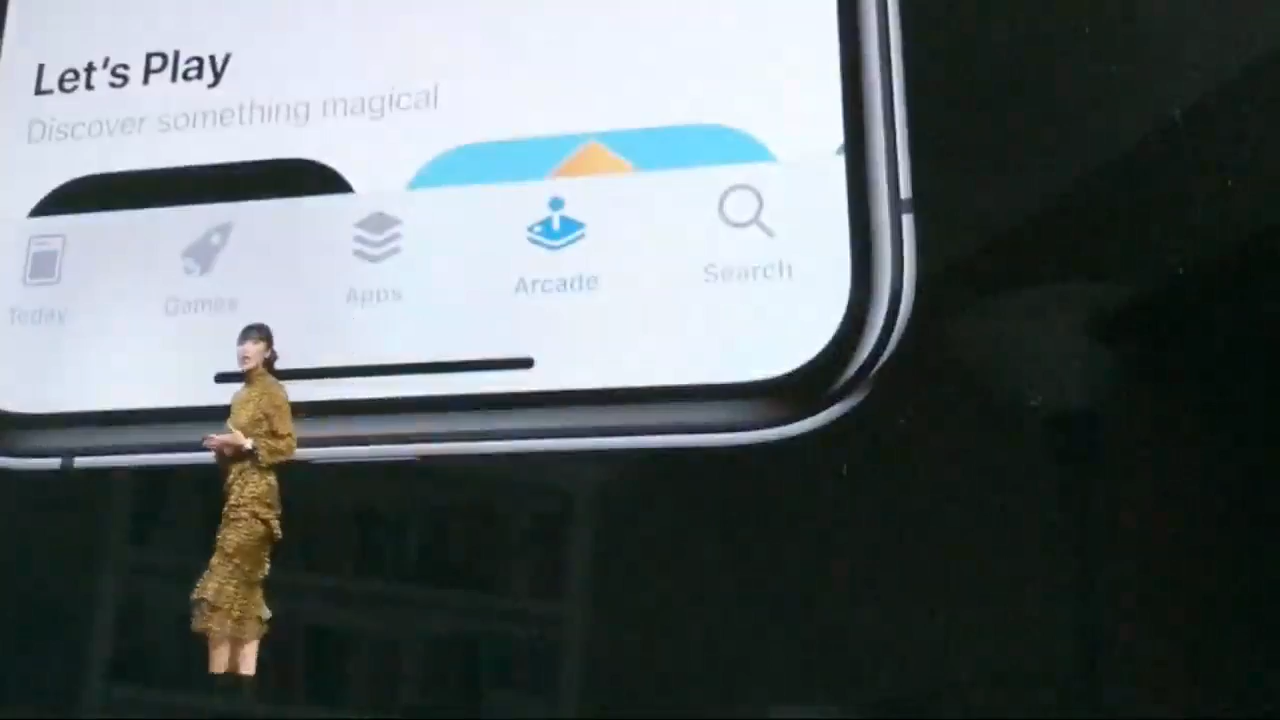 Let's Play
Discover something magical
Today
Games
Apps
Arcade
Search